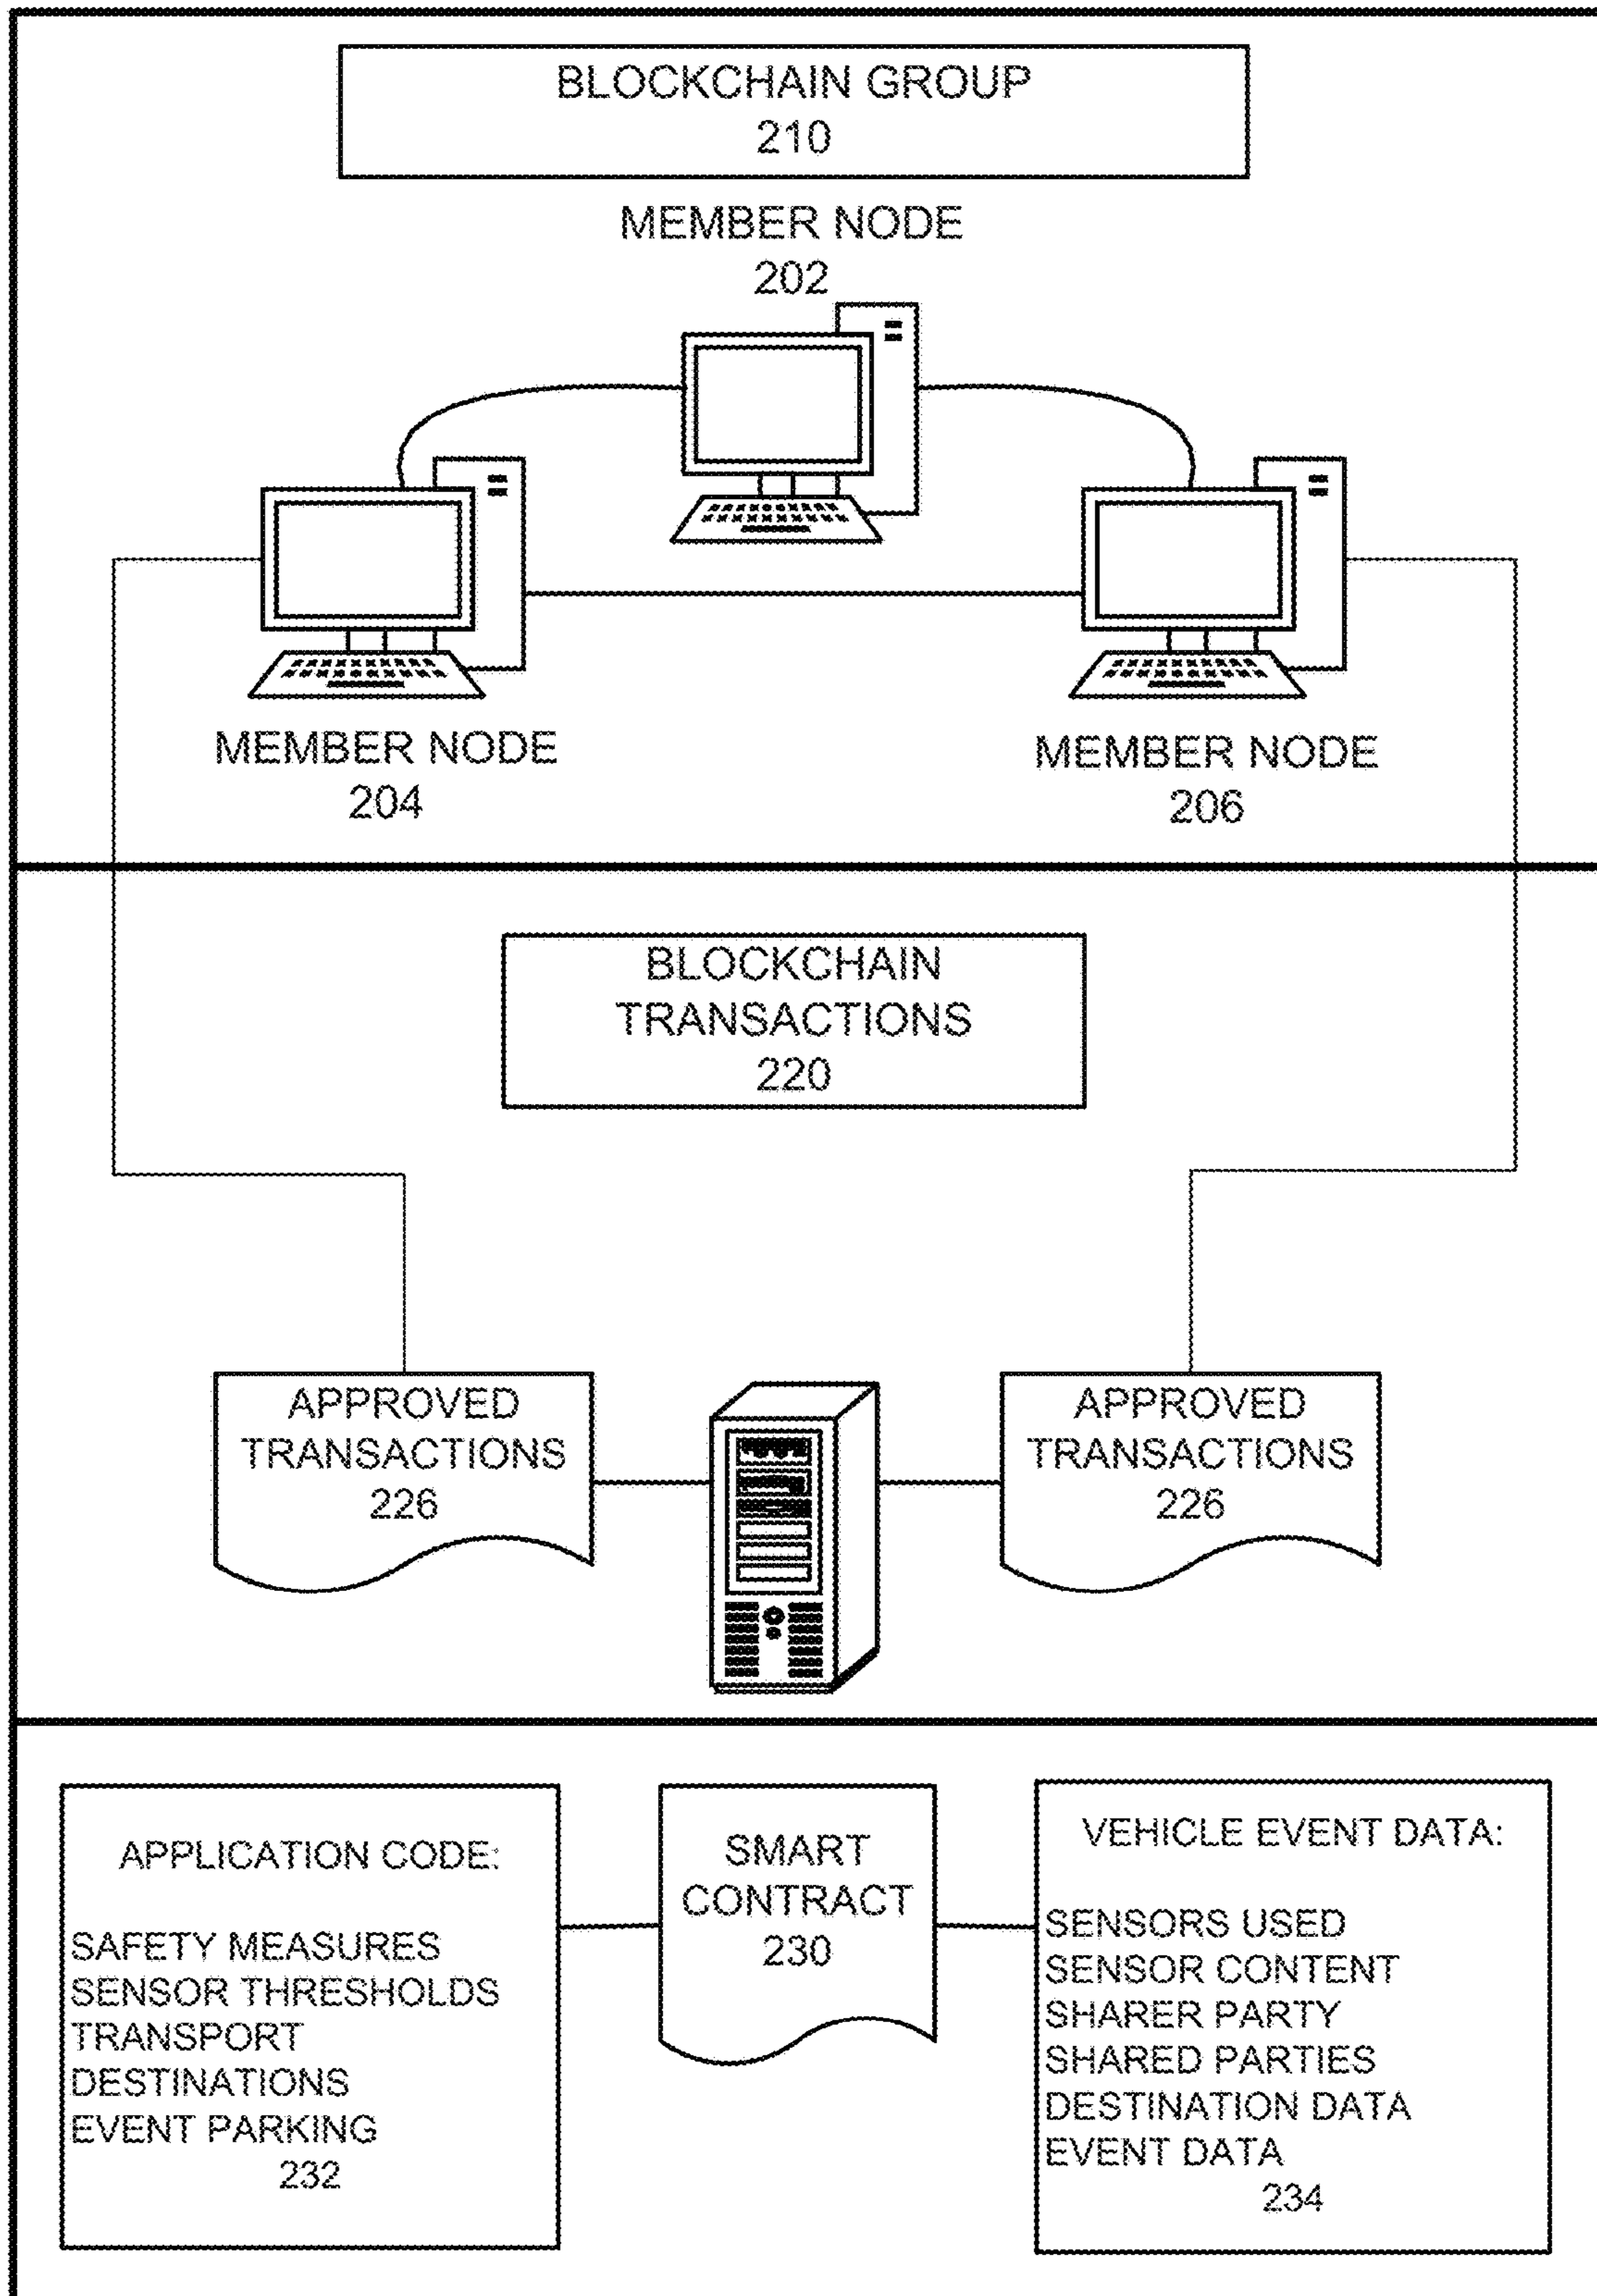 BLOCKCHAIN GROUP
210
MEMBER NODE
202
MEMBER NODE
204
MEMBER NODE
206
BLOCKCHAIN
TRANSACTIONS
220
APPROVED
TRANSACTIONS
226
APPROVED
TRANSACTIONS
226
APPLICATION CODE:
SAFETY MEASURES
SENSOR THRESHOLDS
TRANSPORT
DESTINATIONS
EVENT PARKING
232
SMART
CONTRACT
230
VEHICLE EVENT DATA:
SENSORS USED
SENSOR CONTENT
SHARER PARTY
SHARED PARTIES
DESTINATION DATA
EVENT DATA
234